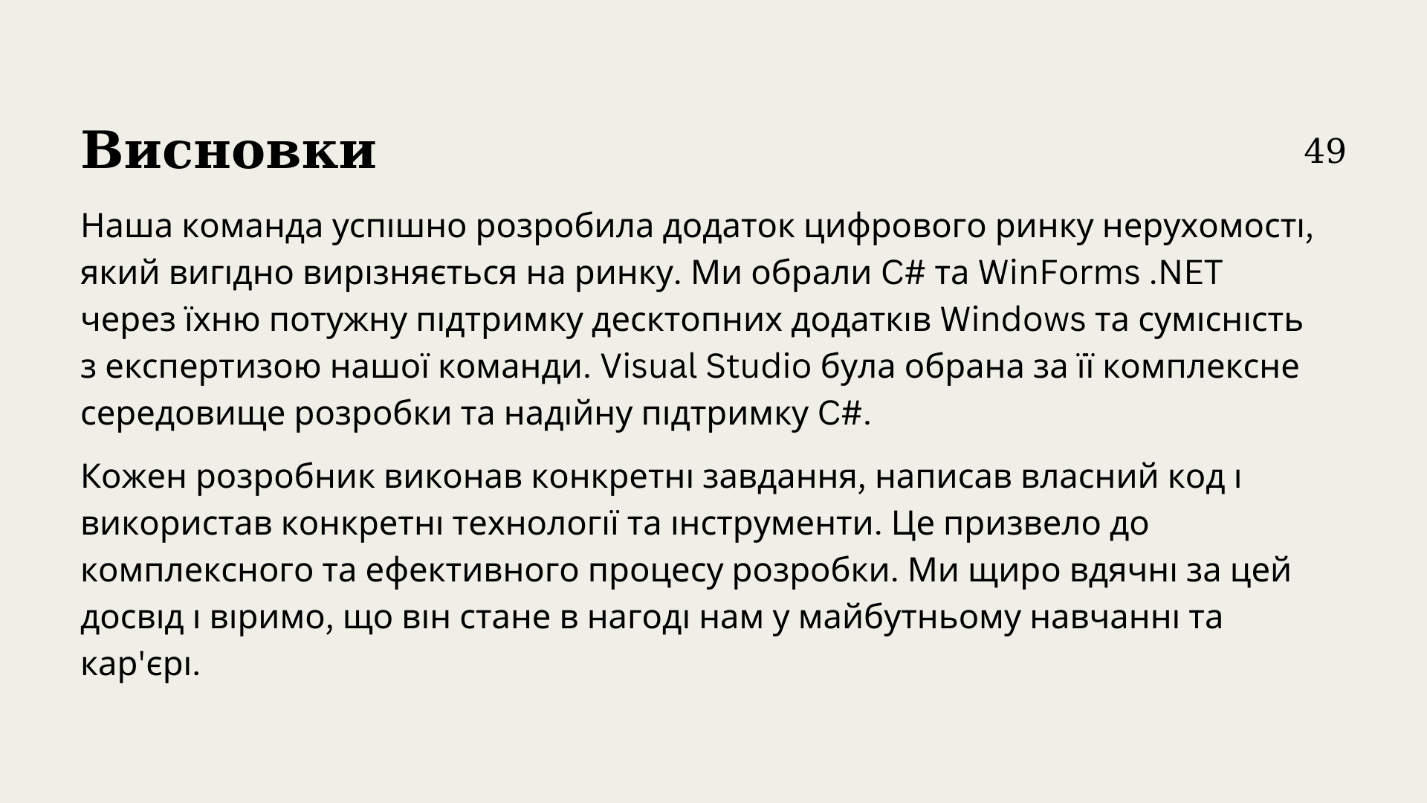 Висновки
49
Наша команда успішно розробила додаток цифрового ринку нерухомості,
який вигідно вирізняється на ринку. Ми обрали C# та WinForms .NET
через їхню потужну підтримку десктопних додатків Windows та сумісність
з експертизою нашої команди. Visual Studio була обрана за її комплексне
середовище розробки та надійну підтримку C#.
Кожен розробник виконав конкретні завдання, написав власний код і
використав конкретні технології та інструменти. Це призвело до
комплексного та ефективного процесу розробки. Ми щиро вдячні за цей
досвід і віримо, що він стане в нагоді нам у майбутньому навчанні та
кар'єрі.